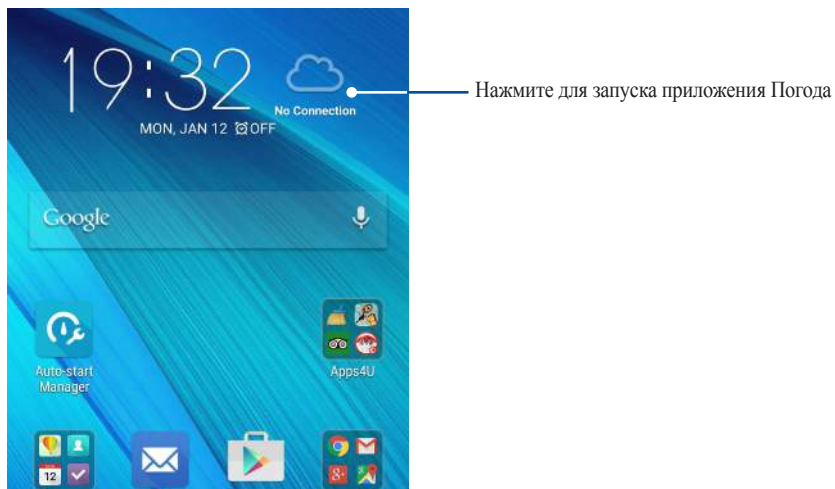 19:32
No Connection
MON, JAN 12 OFF
Нажмите для запуска приложения Погода
Google
Auto-start
Manager
Apps4U
12
8+